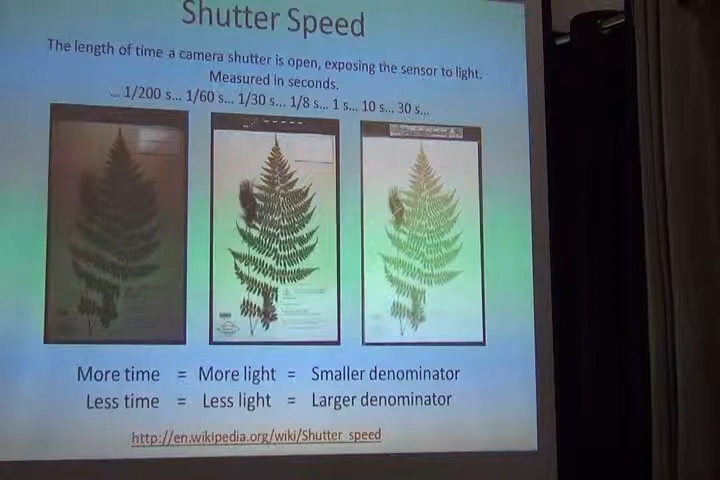 Shutter Speed
The length of time a camera shutter is open, exposing the sensor to light.
Measured in seconds.
... 1/200 s... 1/60 s... 1/30 s... 1/8 s... 1 s... 10 s... 30 s...
More time = More light = Smaller denominator
Less time = Less light = Larger denominator
http://en.wikipedia.org/wiki/Shutter_speed